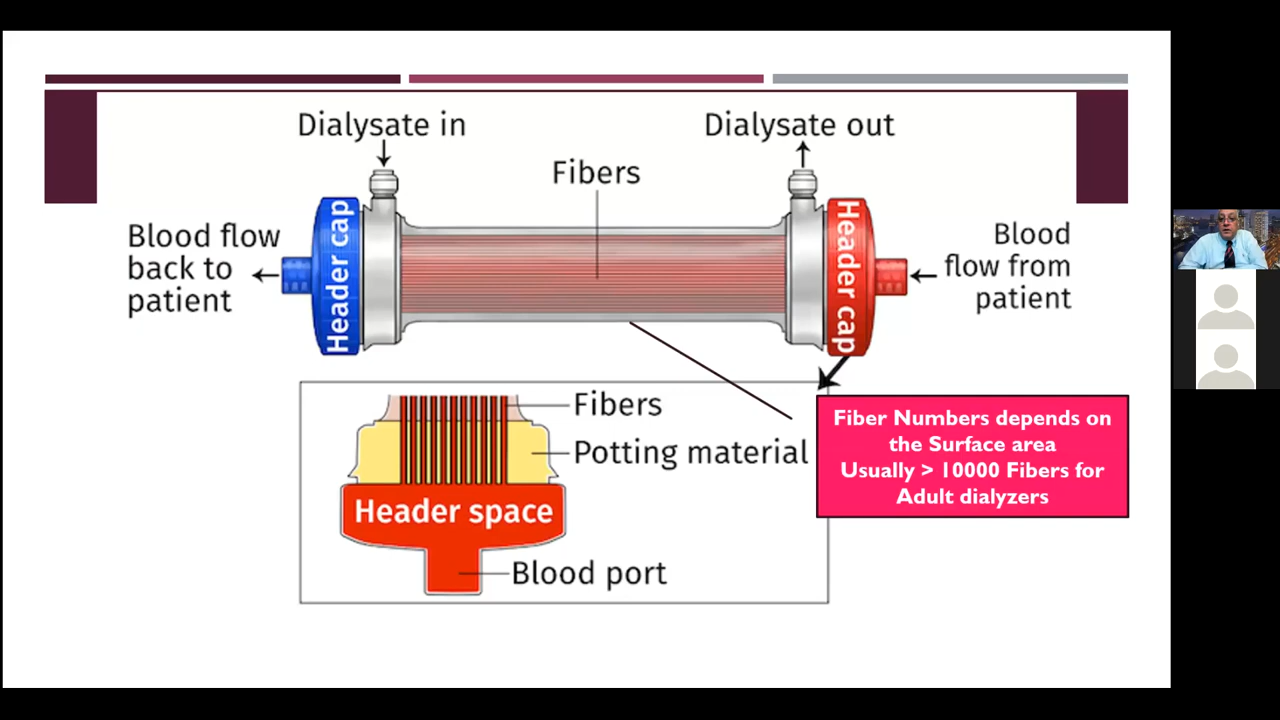 Dialysate in
Dialysate out
Fibers
Blood flow
back to
patient
Header cap
Header cap
Blood
flow from
patient
Fibers
Potting material
Header space
Blood port
Fiber Numbers depends on
the Surface area
Usually > 10000 Fibers for
Adult dialyzers